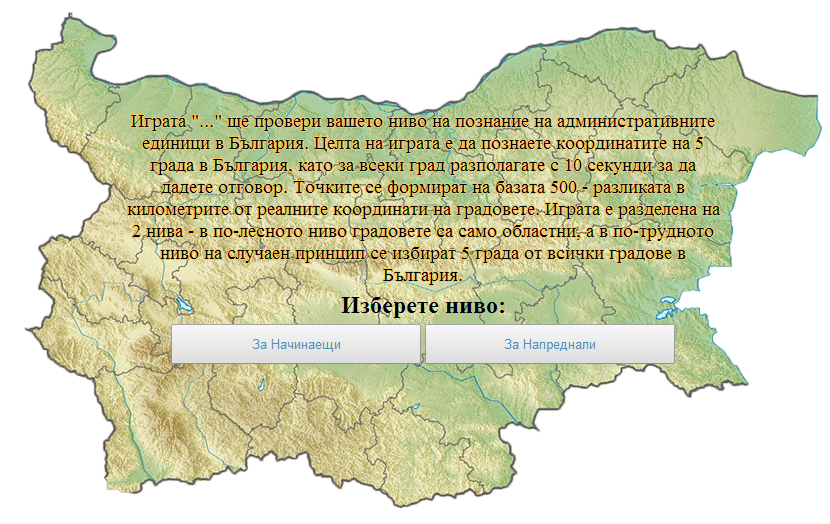 Играта "..." ще провери вашето ниво на познание на административните
единици в България. Целта на играта е да познаете координатите на 5
града в България, като за всеки град разполагате с 10 секунди за да
дадете отговор. Точките се формират на базата 500 - разликата в
километрите от реалните координати на градовете. Играта е разделена на
2 нива - в по-лесното ниво градовете са само областни, а в по-трудното
ниво на случаен принцип се избират 5 града от всички градове в
България.
Изберете ниво:
За Начинаещи
За Напреднали